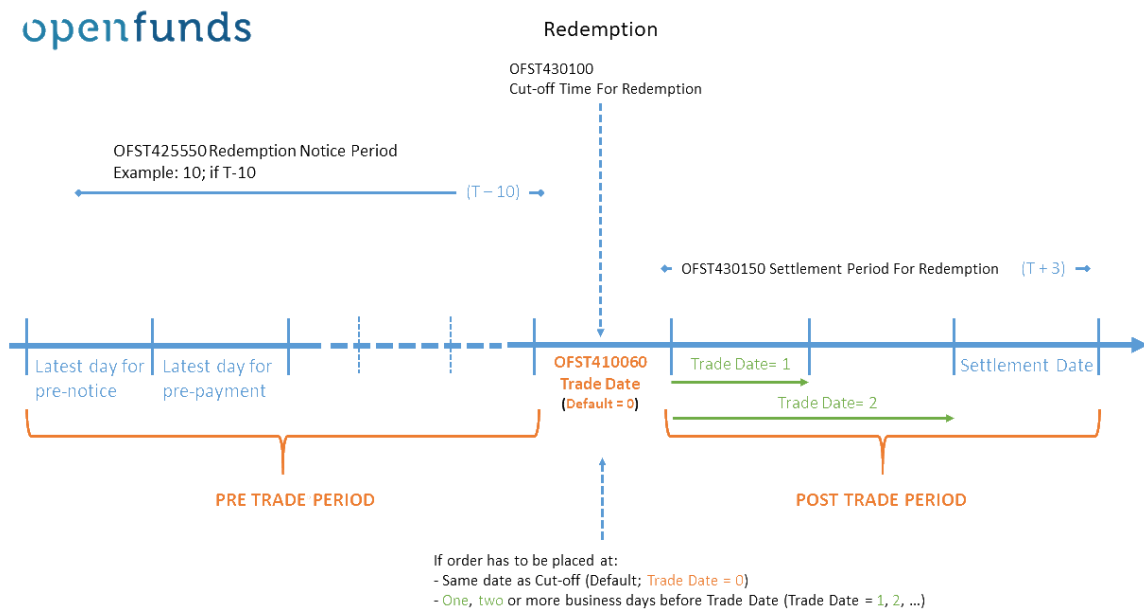 openfunds
Redemption
OFST430100
Cut-off Time For Redemption
OFST425550 Redemption Notice Period
Example: 10; if T-10
(T – 10)
OFST430150 Settlement Period For Redemption (T + 3)
Latest day for
pre-notice
Latest day for
pre-payment
OFST410060
Trade Date
(Default = 0)
Trade Date= 1
Settlement Date
Trade Date= 2
PRE TRADE PERIOD
POST TRADE PERIOD
If order has to be placed at:
- Same date as Cut-off (Default; Trade Date = 0)
- One, two or more business days before Trade Date (Trade Date = 1, 2, ...)